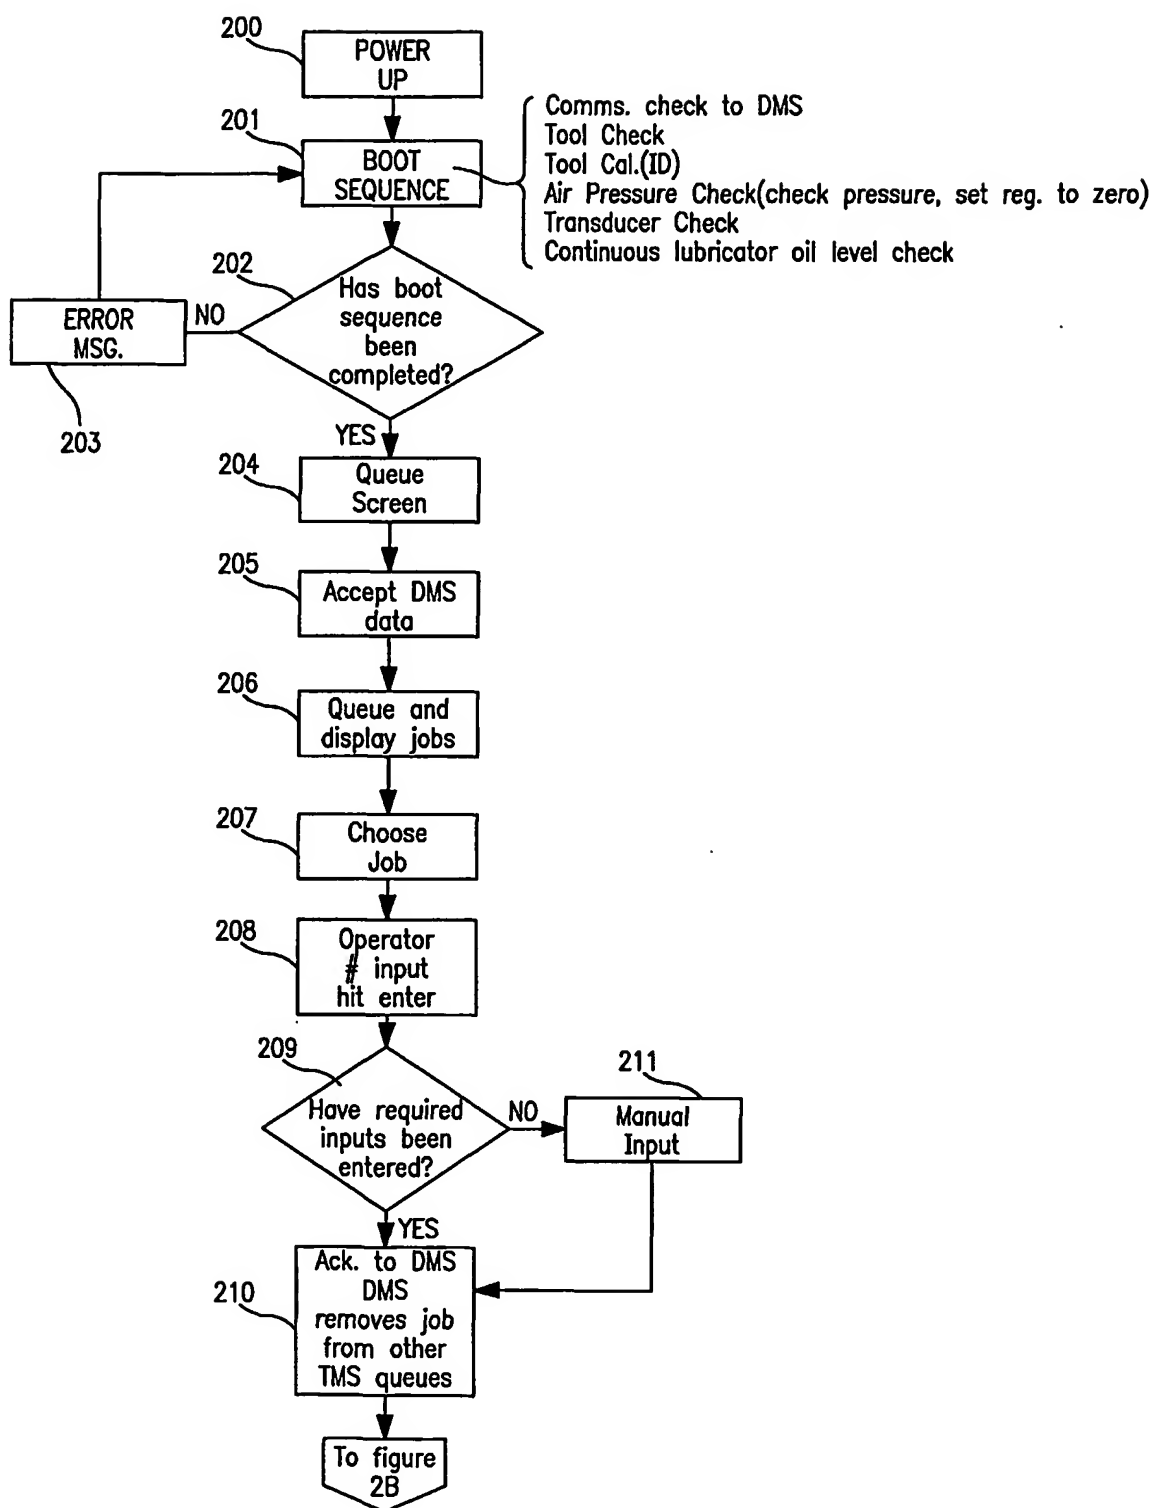 200
POWER
UP
201
BOOT
SEQUENCE
Comms. check to DMS
Tool Check
Tool Cal.(ID)
Air Pressure Check(check pressure, set reg. to zero)
Transducer Check
Continuous lubricator oil level check
202
Has boot
sequence
been
completed?
NO
ERROR
MSG.
203
YES
204
Queue
Screen
205
Accept DMS
data
206
Queue and
display jobs
207
Choose
Job
208
Operator
# input
hit enter
209
Have required
inputs been
entered?
NO
211
Manual
Input
YES
210
Ack. to DMS
DMS
removes job
from other
TMS queues
To figure
2B